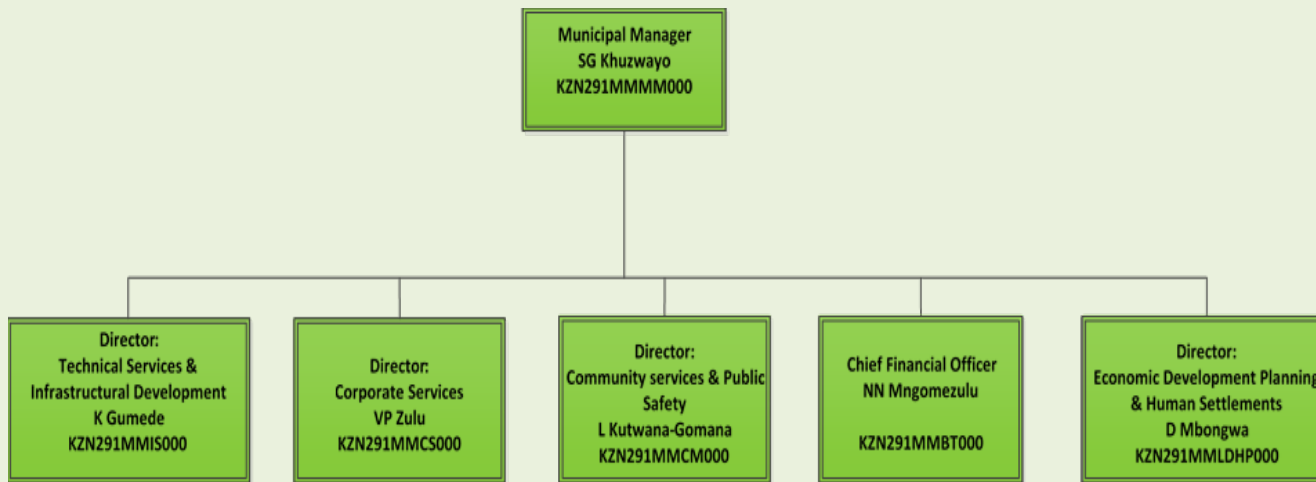 Municipal Manager
SG Khuzwayo
KZN291MMMM000
Director:
Technical Services &
Infrastructural Development
K Gumede
KZN291MMIS000
Director:
Corporate Services
VP Zulu
KZN291MMCS000
Director:
Community services & Public
Safety
L Kutwana-Gomana
KZN291MMCM000
Chief Financial Officer
NN Mngomezulu
KZN291MMBT000
Director:
Economic Development Planning
& Human Settlements
D Mbongwa
KZN291MMLDHP000